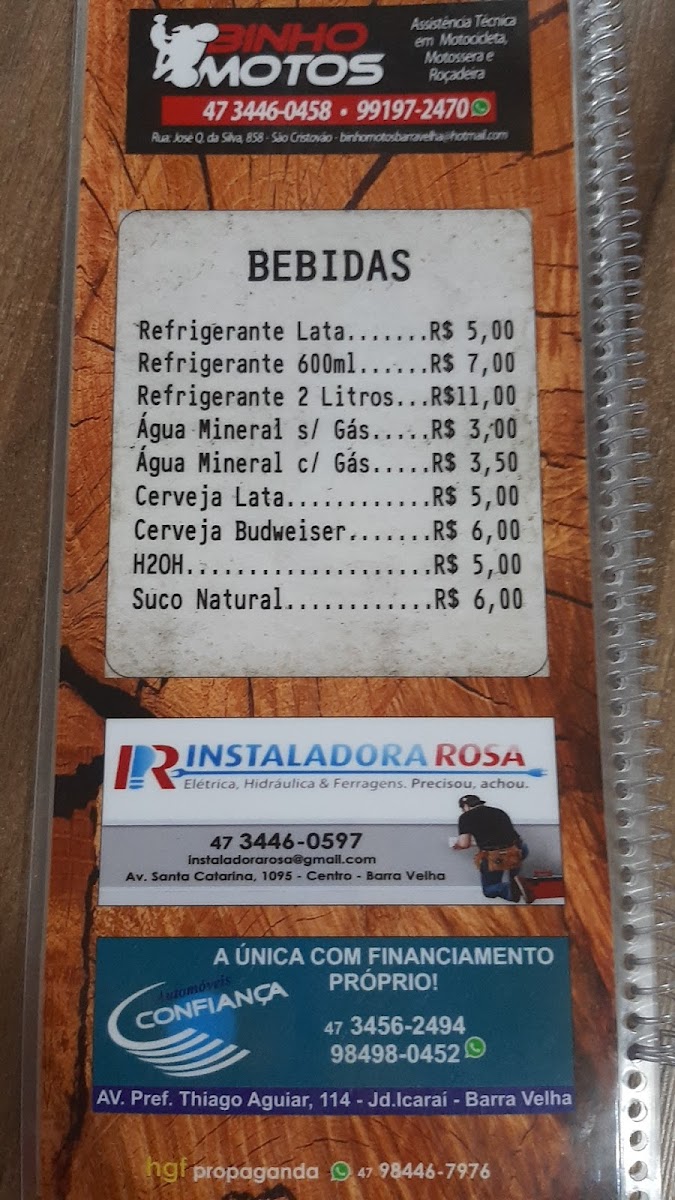 BINHO
MOTOS
Assistência Técnica
em Motocicleta,
Motossera e
Roçadeira
47 3446-0458 • 99197-2470
Rua: José Q. da Silva, 858 - São Cristovão - binhomotosbarravelha@hotmail.com
BEBIDAS
Refrigerante Lata.......R$ 5,00
Refrigerante 600ml......R$ 7,00
Refrigerante 2 Litros...R$11,00
Água Mineral s/ Gás.....R$ 3,00
Água Mineral c/ Gás.....R$ 3,50
Cerveja Lata............R$ 5,00
Cerveja Budweiser.......R$ 6,00
H2OH....................R$ 5,00
Suco Natural............R$ 6,00
IR INSTALADORA ROSA
Elétrica, Hidráulica & Ferragens. Precisou, achou.
47 3446-0597
instaladorarosa@gmail.com
Av. Santa Catarina, 1095 - Centro - Barra Velha
A ÚNICA COM FINANCIAMENTO
PRÓPRIO!
Automóveis
CONFIANÇA
47 3456-2494
98498-0452
AV. Pref. Thiago Aguiar, 114 - Jd.Icaraí - Barra Velha
hgf propaganda 47 98446-7976